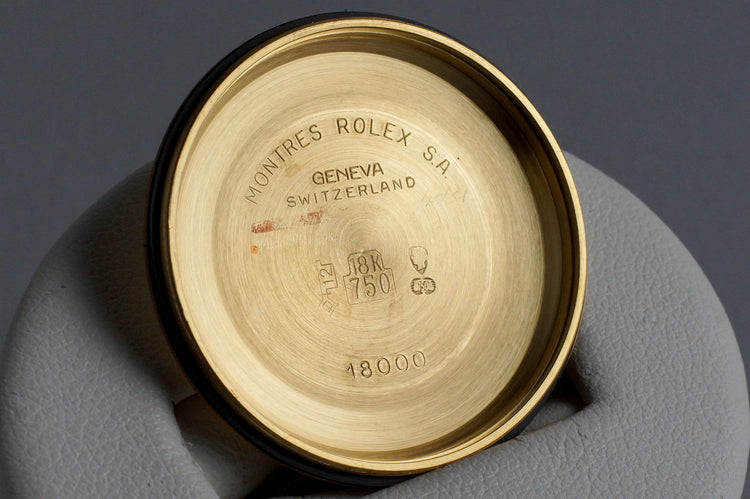 MONTRES ROLEX S.A.
GENEVA
SWITZERLAND
18K
750
18000